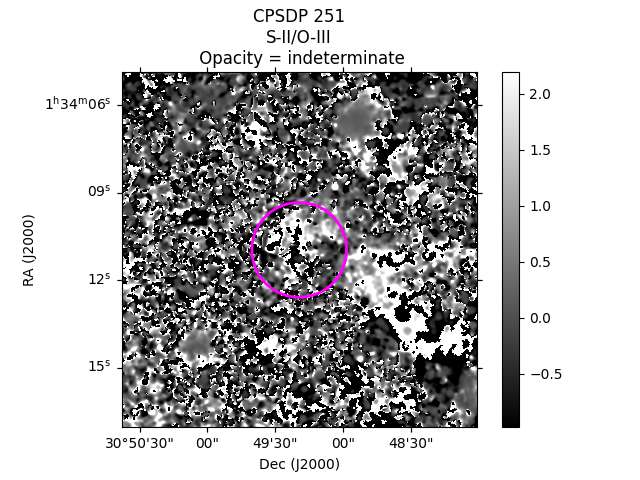 CPSDP 251
S-II/O-III
Opacity = indeterminate
1ʰ34ᵐ06ˢ
09ˢ
12ˢ
15ˢ
RA (J2000)
30°50'30" 00" 49'30" 00" 48'30"
Dec (J2000)
2.0
1.5
1.0
0.5
0.0
−0.5